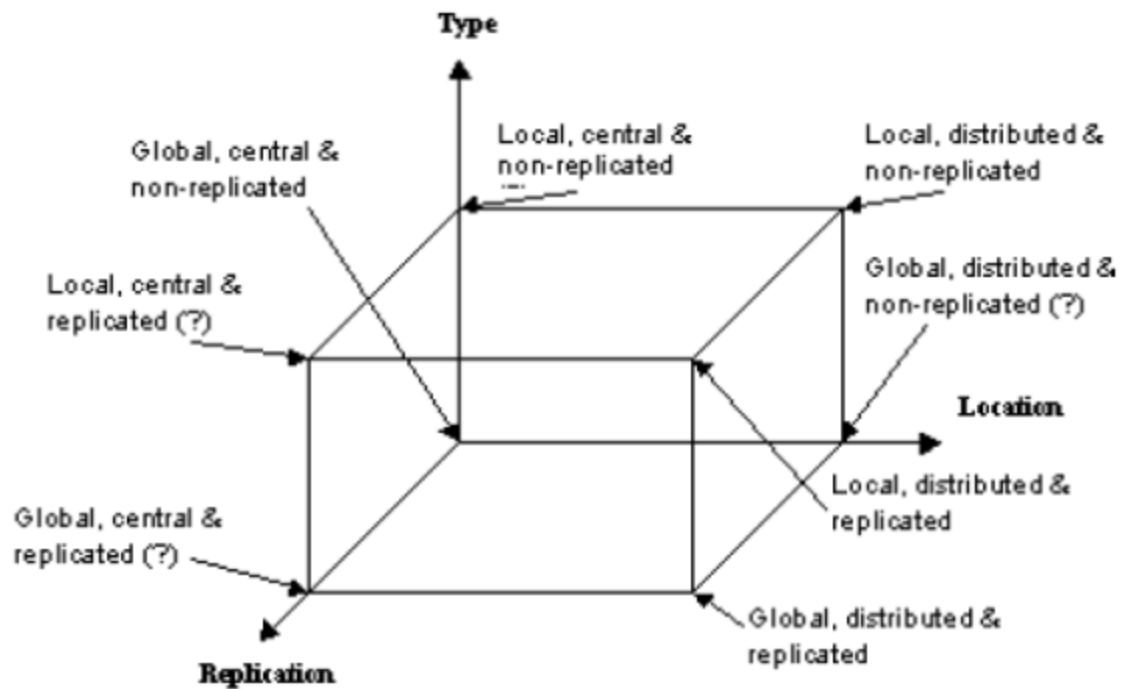 Type
Global, central &
non-replicated
Local, central &
non-replicated
Local, distributed &
non-replicated
Local, central &
replicated (?)
Global, distributed &
non-replicated (?)
Location
Local, distributed &
replicated
Global, central &
replicated (?)
Global, distributed &
replicated
Replication